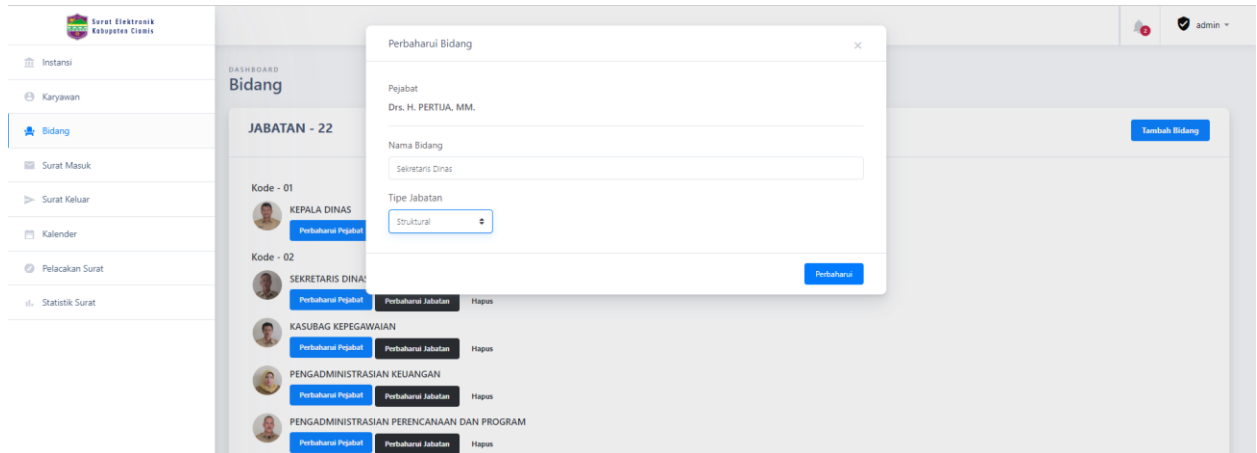 Surat Elektronik
Kabupaten Ciamis
2
admin
Instansi
Karyawan
Bidang
Surat Masuk
Surat Keluar
Kalender
Pelacakan Surat
Statistik Surat
DASHBOARD
Bidang
JABATAN - 22
Tambah Bidang
Kode - 01
KEPALA DINAS
Perbaharui Pejabat
Kode - 02
SEKRETARIS DINAS
Perbaharui Pejabat Perbaharui Jabatan Hapus
KASUBAG KEPEGAWAIAN
Perbaharui Pejabat Perbaharui Jabatan Hapus
PENGADMINISTRASIAN KEUANGAN
Perbaharui Pejabat Perbaharui Jabatan Hapus
PENGADMINISTRASIAN PERENCANAAN DAN PROGRAM
Perbaharui Pejabat Perbaharui Jabatan Hapus
Perbaharui Bidang ×
Pejabat
Drs. H. PERTIJA, MM.
Nama Bidang
Sekretaris Dinas
Tipe Jabatan
Struktural
Perbaharui